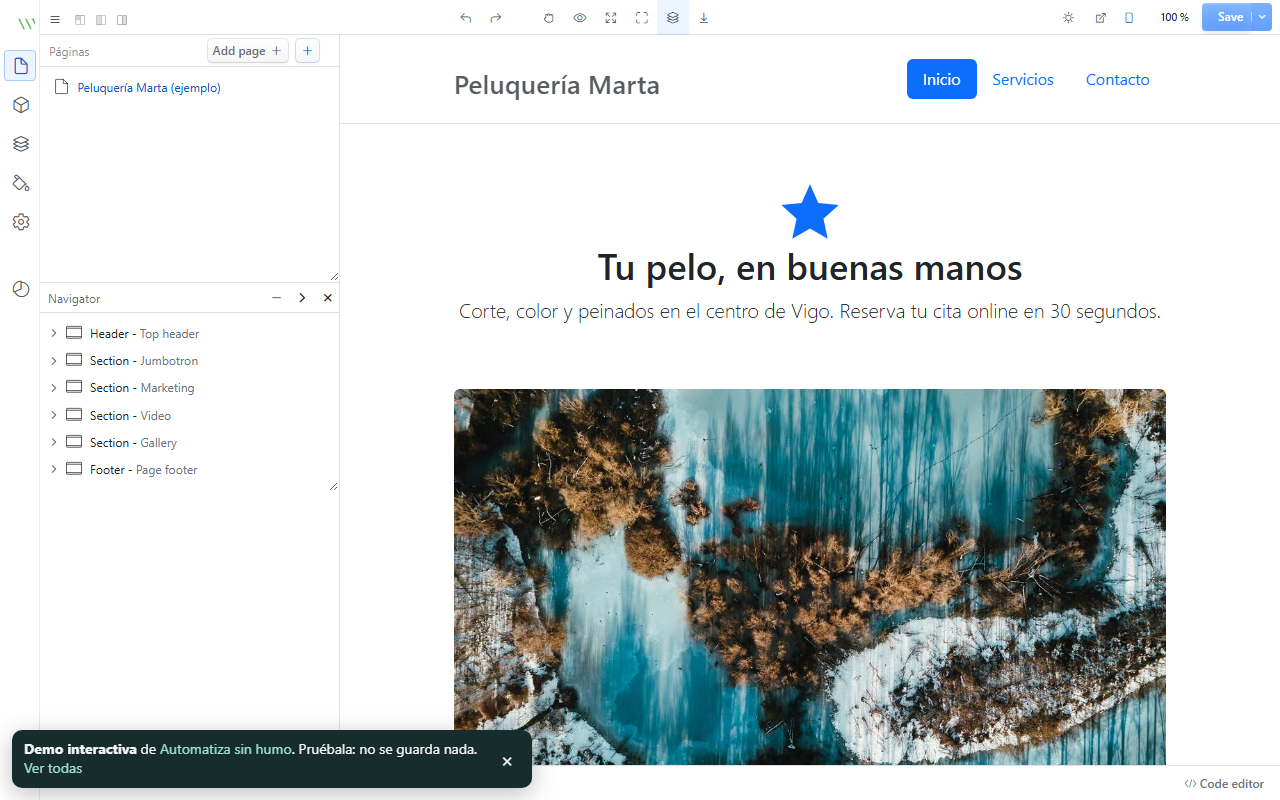 100 %
Save
Páginas
Add page
Peluquería Marta (ejemplo)
Navigator
Header - Top header
Section - Jumbotron
Section - Marketing
Section - Video
Section - Gallery
Footer - Page footer
Peluquería Marta
Inicio
Servicios
Contacto
Tu pelo, en buenas manos
Corte, color y peinados en el centro de Vigo. Reserva tu cita online en 30 segundos.
Demo interactiva de Automatiza sin humo. Pruébala: no se guarda nada.
Ver todas
Code editor